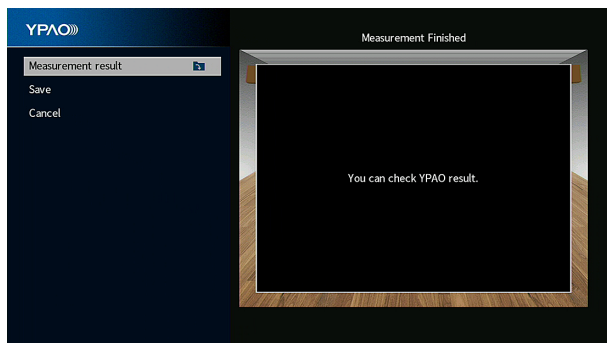 YPAO
Measurement result
Save
Cancel
Measurement Finished
You can check YPAO result.